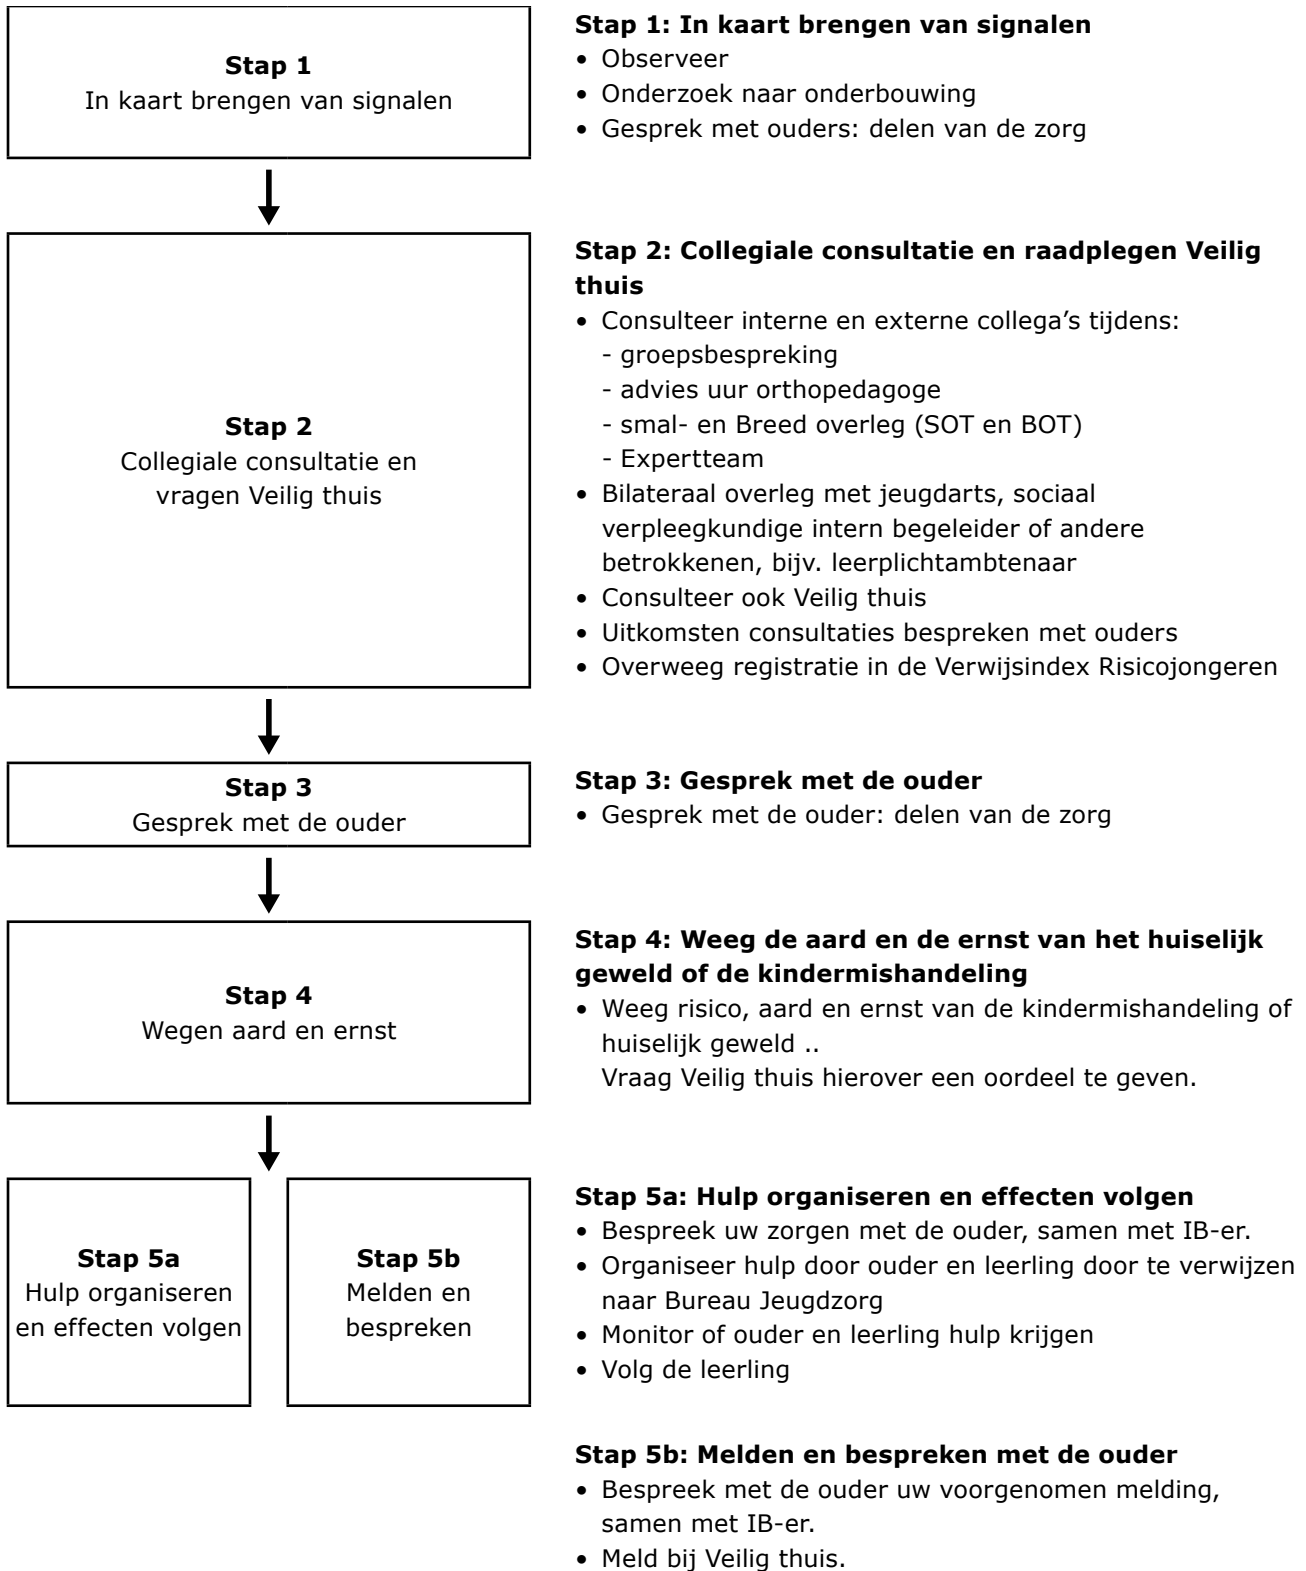 Stap 1
In kaart brengen van signalen
Stap 1: In kaart brengen van signalen
• Observeer
• Onderzoek naar onderbouwing
• Gesprek met ouders: delen van de zorg
Stap 2
Collegiale consultatie en
vragen Veilig thuis
Stap 2: Collegiale consultatie en raadplegen Veilig
thuis
• Consulteer interne en externe collega’s tijdens:
- groepsbespreking
- advies uur orthopedagoge
- smal- en Breed overleg (SOT en BOT)
- Expertteam
• Bilateraal overleg met jeugdarts, sociaal
verpleegkundige intern begeleider of andere
betrokkenen, bijv. leerplichtambtenaar
• Consulteer ook Veilig thuis
• Uitkomsten consultaties bespreken met ouders
• Overweeg registratie in de Verwijsindex Risicojongeren
Stap 3
Gesprek met de ouder
Stap 3: Gesprek met de ouder
• Gesprek met de ouder: delen van de zorg
Stap 4
Wegen aard en ernst
Stap 4: Weeg de aard en de ernst van het huiselijk
geweld of de kindermishandeling
• Weeg risico, aard en ernst van de kindermishandeling of
huiselijk geweld ..
Vraag Veilig thuis hierover een oordeel te geven.
Stap 5a
Hulp organiseren
en effecten volgen
Stap 5b
Melden en
bespreken
Stap 5a: Hulp organiseren en effecten volgen
• Bespreek uw zorgen met de ouder, samen met IB-er.
• Organiseer hulp door ouder en leerling door te verwijzen
naar Bureau Jeugdzorg
• Monitor of ouder en leerling hulp krijgen
• Volg de leerling
Stap 5b: Melden en bespreken met de ouder
• Bespreek met de ouder uw voorgenomen melding,
samen met IB-er.
• Meld bij Veilig thuis.